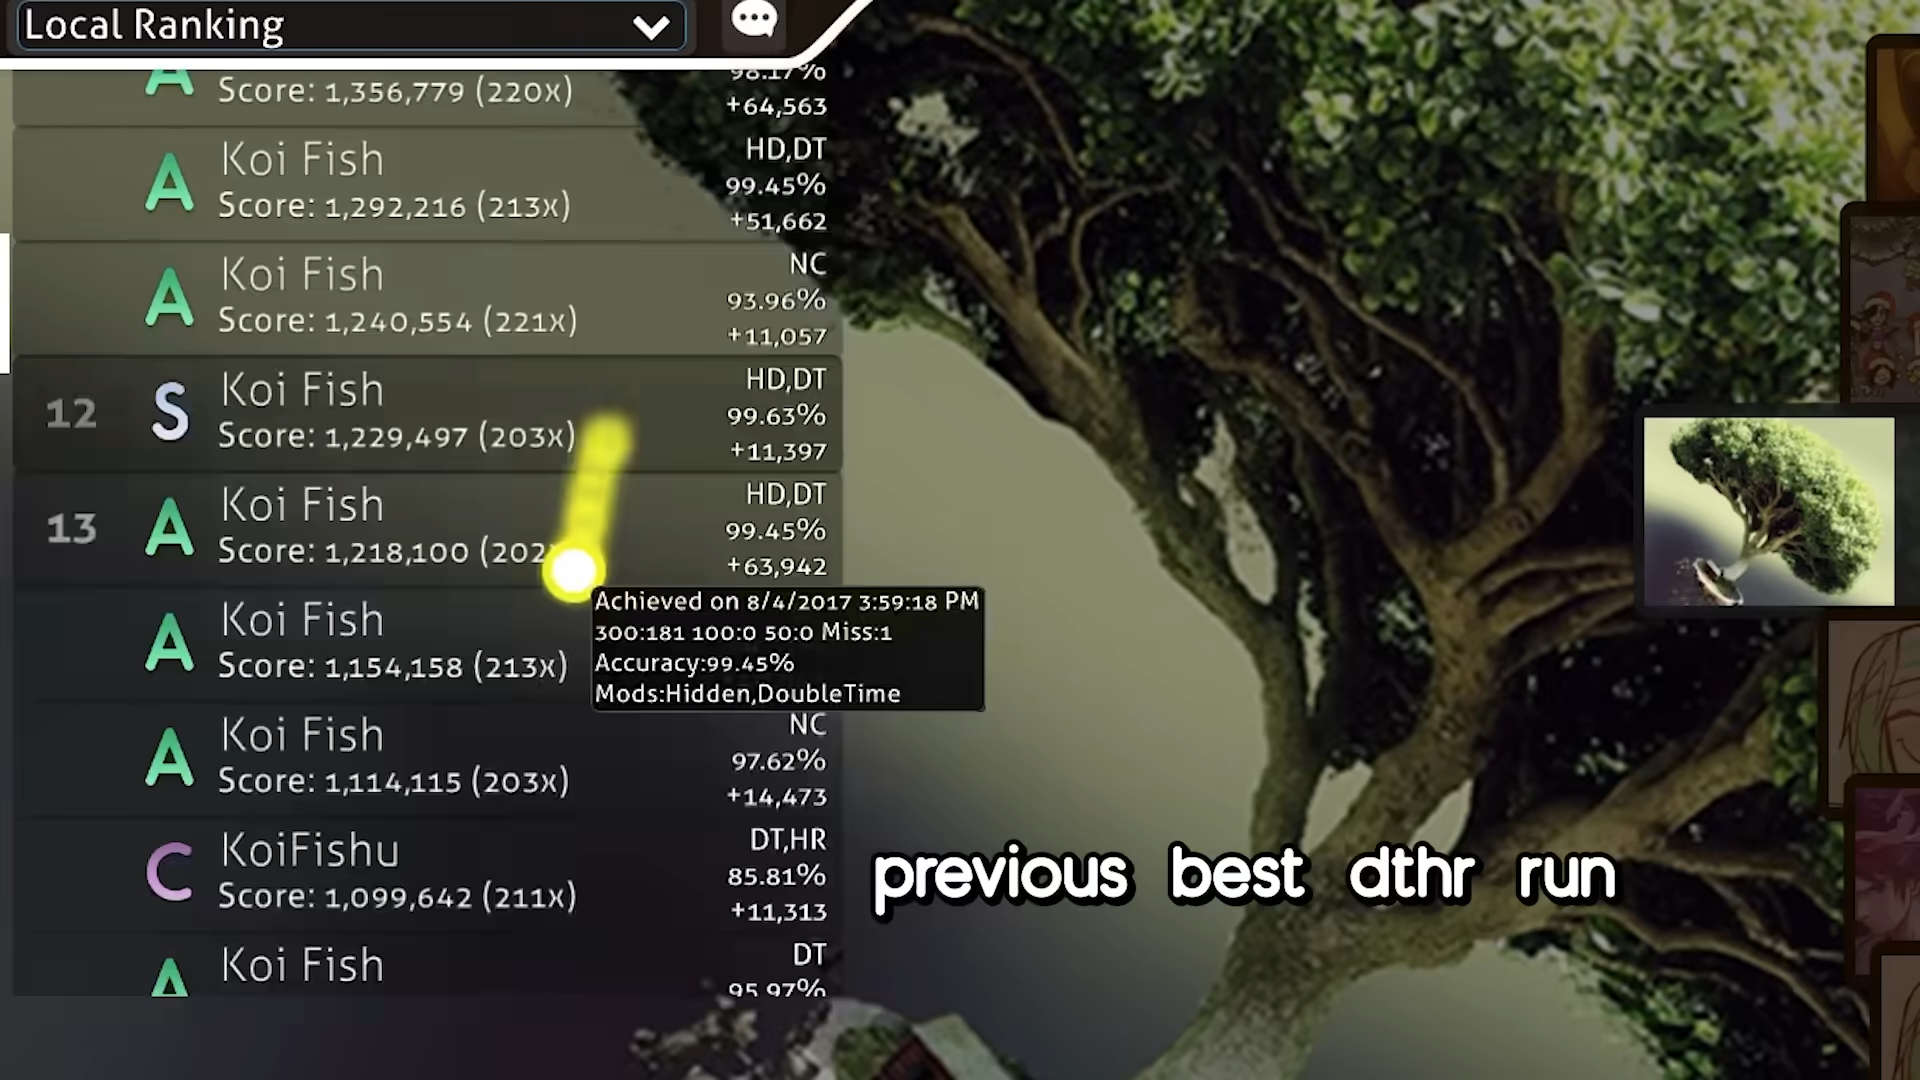 Local Ranking
98.17%
A Score: 1,356,779 (220x)
+64,563
Koi Fish
HD,DT
A
99.45%
Score: 1,292,216 (213x)
+51,662
Koi Fish
NC
A
93.96%
Score: 1,240,554 (221x)
+11,057
Koi Fish
HD,DT
12 S
99.63%
Score: 1,229,497 (203x)
+11,397
Koi Fish
HD,DT
13 A
99.45%
Score: 1,218,100 (202
+63,942
Achieved on 8/4/2017 3:59:18 PM
300:181 100:0 50:0 Miss:1
Accuracy:99.45%
Mods:Hidden,DoubleTime
Koi Fish
A
Score: 1,154,158 (213x)
Koi Fish
NC
A
97.62%
Score: 1,114,115 (203x)
+14,473
KoiFishu
DT,HR
C
85.81%
Score: 1,099,642 (211x)
+11,313
previous best dthr run
Koi Fish
DT
A
95.97%